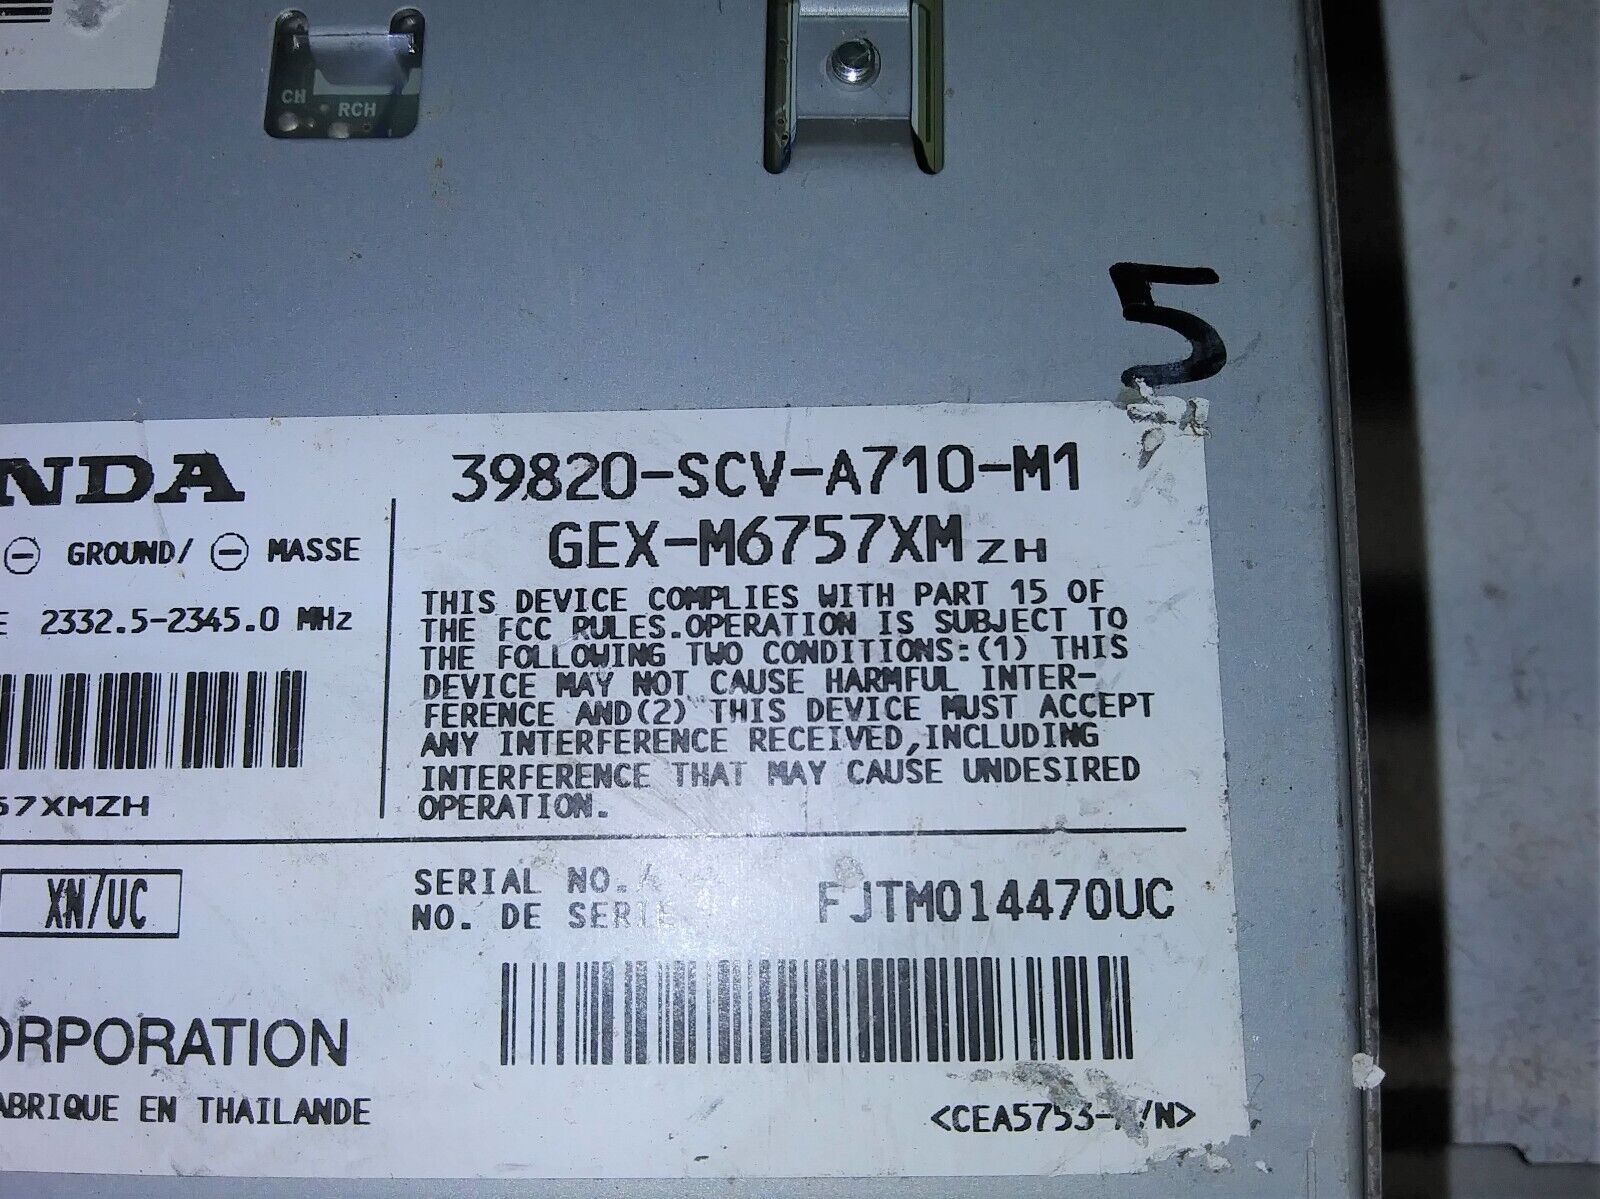 CH
RCH
5
NDA
39820-SCV-A710-M1
⊖ GROUND/ ⊖ MASSE
GEX-M6757XM ZH
E 2332.5-2345.0 MHz
THIS DEVICE COMPLIES WITH PART 15 OF
THE FCC RULES.OPERATION IS SUBJECT TO
THE FOLLOWING TWO CONDITIONS:(1) THIS
DEVICE MAY NOT CAUSE HARMFUL INTER-
FERENCE AND(2) THIS DEVICE MUST ACCEPT
ANY INTERFERENCE RECEIVED,INCLUDING
INTERFERENCE THAT MAY CAUSE UNDESIRED
OPERATION.
57XMZH
XN/UC
SERIAL NO./
NO. DE SERIE
FJTM014470UC
ORPORATION
ABRIQUE EN THAILANDE